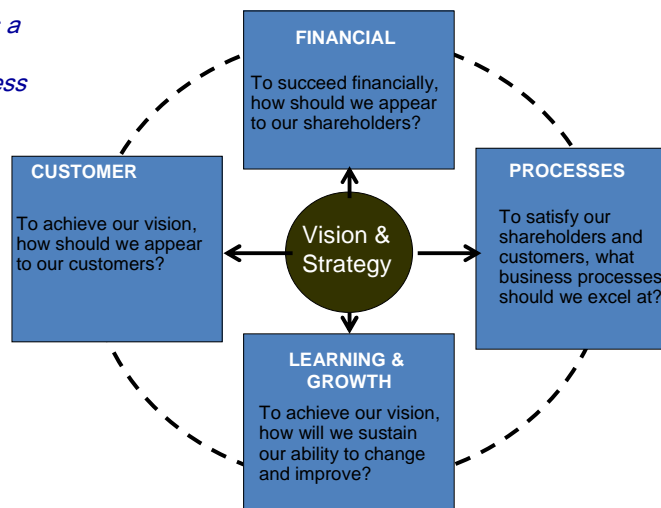 a
ess
FINANCIAL
To succeed financially,
how should we appear
to our shareholders?
CUSTOMER
To achieve our vision,
how should we appear
to our customers?
Vision &
Strategy
PROCESSES
To satisfy our
shareholders and
customers, what
business processes
should we excel at?
LEARNING &
GROWTH
To achieve our vision,
how will we sustain
our ability to change
and improve?